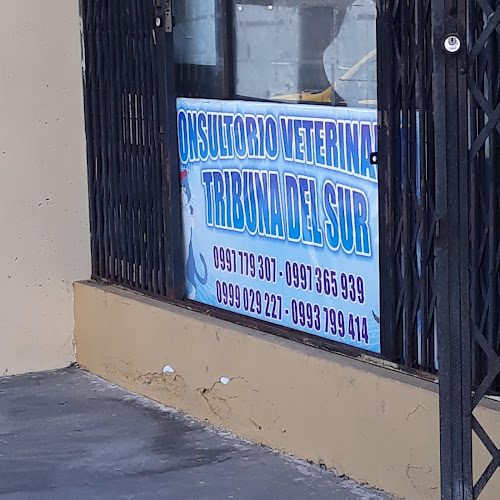 ONSULTORIO VETERINA
TRIBUNA DEL SUR
0997 779 307 - 0997 365 939
0999 029 227 - 0993 799 414